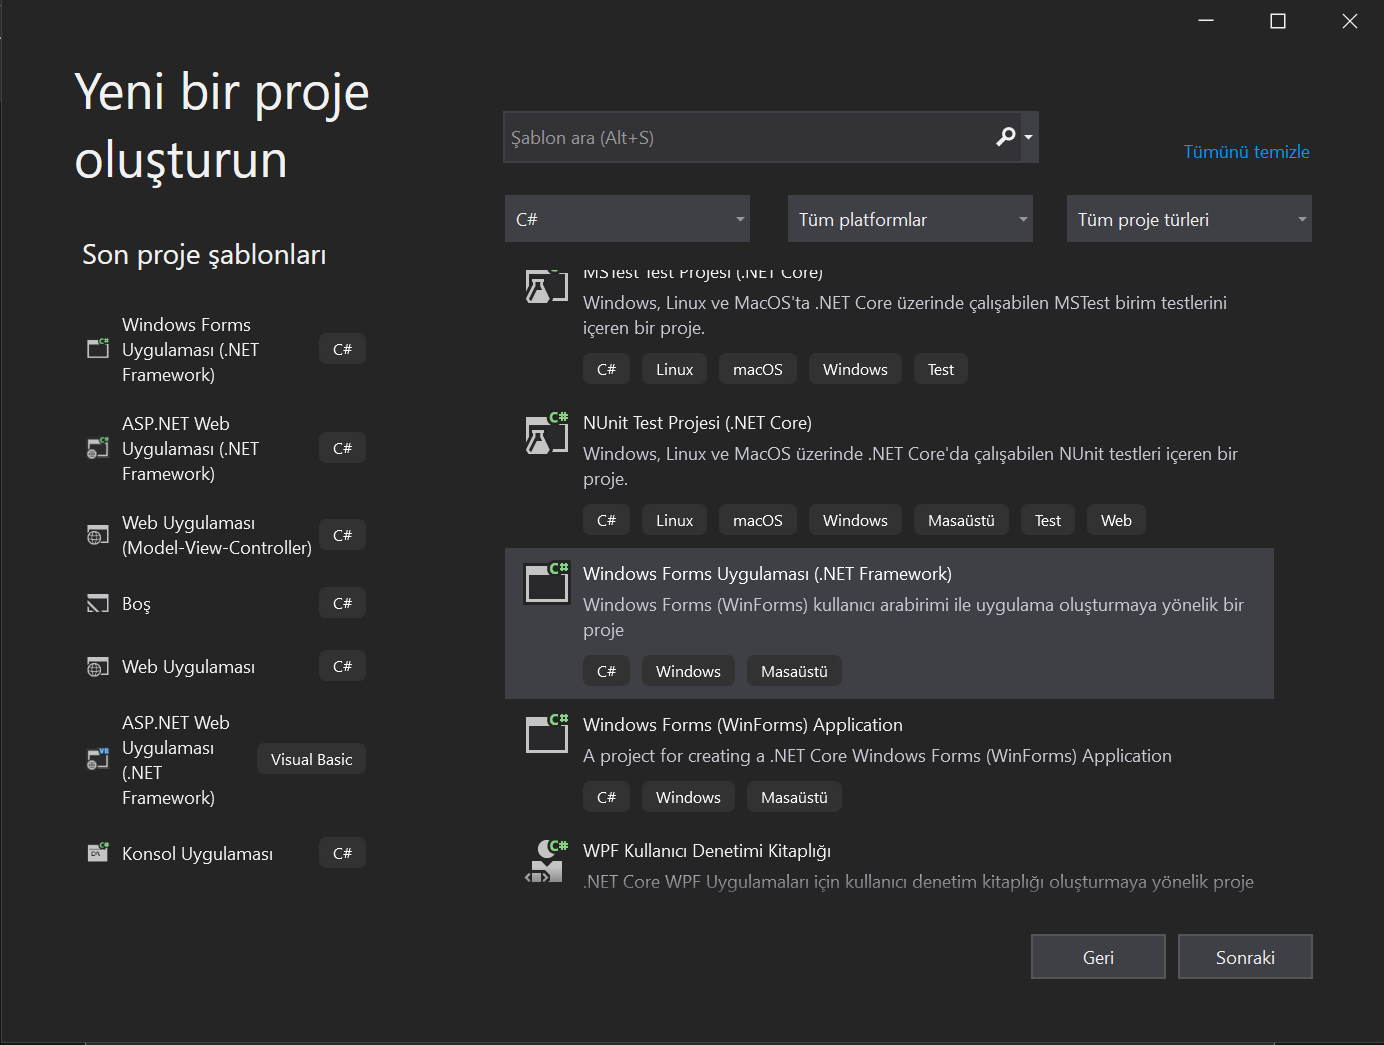 Yeni bir proje
oluşturun
Şablon ara (Alt+S)
Tümünü temizle
C#
Tüm platformlar
Tüm proje türleri
Son proje şablonları
Windows Forms
Uygulaması (.NET
Framework)
C#
ASP.NET Web
Uygulaması (.NET
Framework)
C#
Web Uygulaması
(Model-View-Controller)
C#
Boş
C#
Web Uygulaması
C#
ASP.NET Web
Uygulaması
(.NET
Framework)
Visual Basic
Konsol Uygulaması
C#
MSTest Test Projesi (.NET Core)
Windows, Linux ve MacOS'ta .NET Core üzerinde çalışabilen MSTest birim testlerini
içeren bir proje.
C# Linux macOS Windows Test
NUnit Test Projesi (.NET Core)
Windows, Linux ve MacOS üzerinde .NET Core'da çalışabilen NUnit testleri içeren bir
proje.
C# Linux macOS Windows Masaüstü Test Web
Windows Forms Uygulaması (.NET Framework)
Windows Forms (WinForms) kullanıcı arabirimi ile uygulama oluşturmaya yönelik bir
proje
C# Windows Masaüstü
Windows Forms (WinForms) Application
A project for creating a .NET Core Windows Forms (WinForms) Application
C# Windows Masaüstü
WPF Kullanıcı Denetimi Kitaplığı
.NET Core WPF Uygulamaları için kullanıcı denetim kitaplığı oluşturmaya yönelik proje
Geri
Sonraki